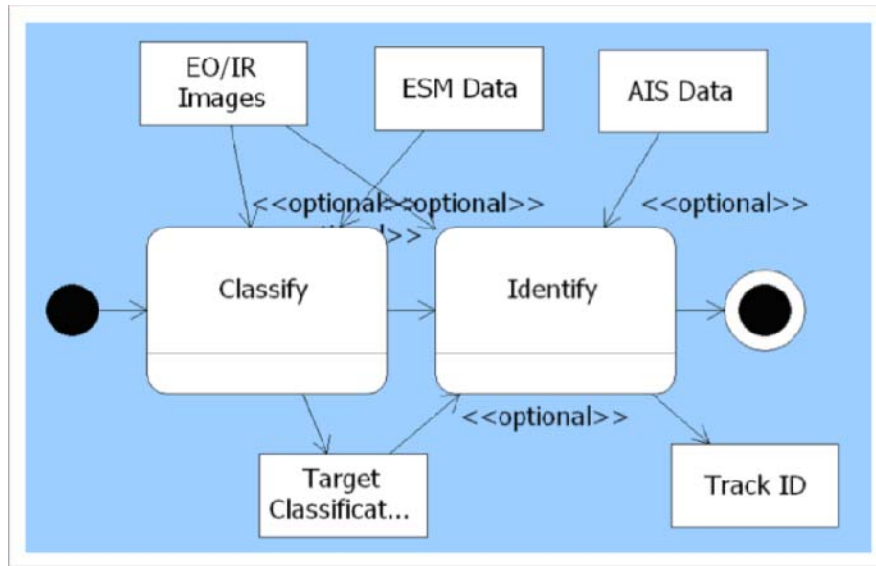 EO/IR
Images
ESM Data
AIS Data
<<optional>>
<<optional>>
<<optional>>
Classify
Identify
<<optional>>
Target
Classificat...
Track ID